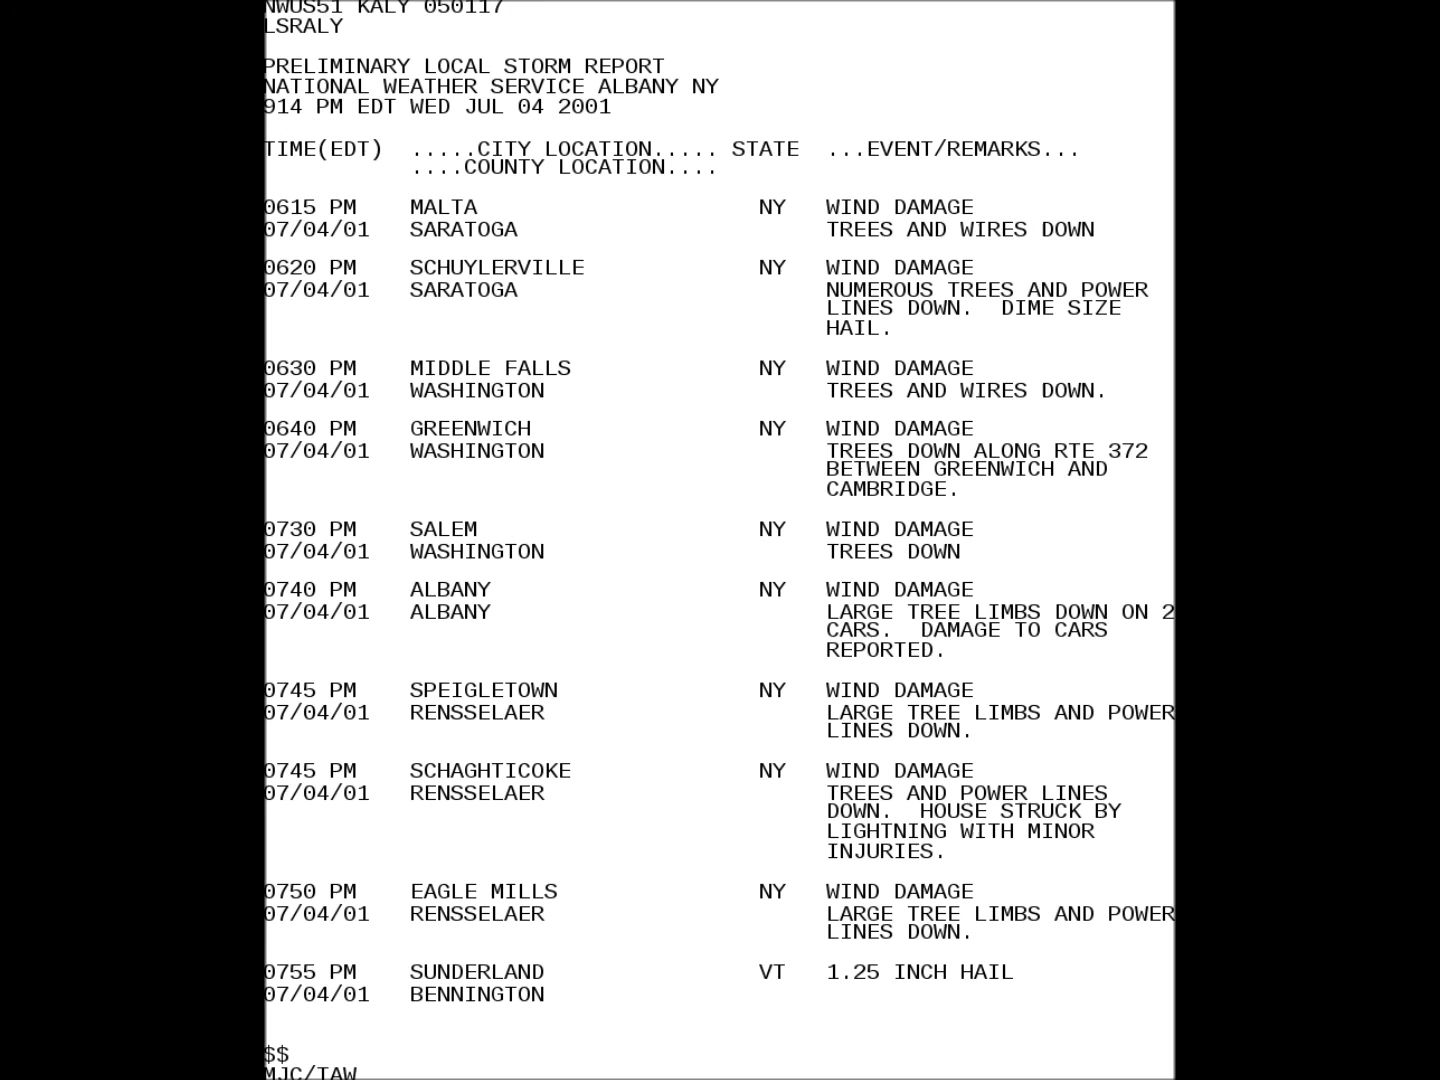 NWUS51 KALY 050117
LSRALY
PRELIMINARY LOCAL STORM REPORT
NATIONAL WEATHER SERVICE ALBANY NY
914 PM EDT WED JUL 04 2001
TIME(EDT)  .....CITY LOCATION..... STATE  ...EVENT/REMARKS...
....COUNTY LOCATION....
0615 PM    MALTA                     NY   WIND DAMAGE
07/04/01   SARATOGA                       TREES AND WIRES DOWN
0620 PM    SCHUYLERVILLE             NY   WIND DAMAGE
07/04/01   SARATOGA                       NUMEROUS TREES AND POWER
LINES DOWN.  DIME SIZE
HAIL.
0630 PM    MIDDLE FALLS              NY   WIND DAMAGE
07/04/01   WASHINGTON                     TREES AND WIRES DOWN.
0640 PM    GREENWICH                 NY   WIND DAMAGE
07/04/01   WASHINGTON                     TREES DOWN ALONG RTE 372
BETWEEN GREENWICH AND
CAMBRIDGE.
0730 PM    SALEM                     NY   WIND DAMAGE
07/04/01   WASHINGTON                     TREES DOWN
0740 PM    ALBANY                    NY   WIND DAMAGE
07/04/01   ALBANY                         LARGE TREE LIMBS DOWN ON 2
CARS.  DAMAGE TO CARS
REPORTED.
0745 PM    SPEIGLETOWN               NY   WIND DAMAGE
07/04/01   RENSSELAER                     LARGE TREE LIMBS AND POWER
LINES DOWN.
0745 PM    SCHAGHTICOKE              NY   WIND DAMAGE
07/04/01   RENSSELAER                     TREES AND POWER LINES
DOWN.  HOUSE STRUCK BY
LIGHTNING WITH MINOR
INJURIES.
0750 PM    EAGLE MILLS               NY   WIND DAMAGE
07/04/01   RENSSELAER                     LARGE TREE LIMBS AND POWER
LINES DOWN.
0755 PM    SUNDERLAND                VT   1.25 INCH HAIL
07/04/01   BENNINGTON
$$
MJC/TAW